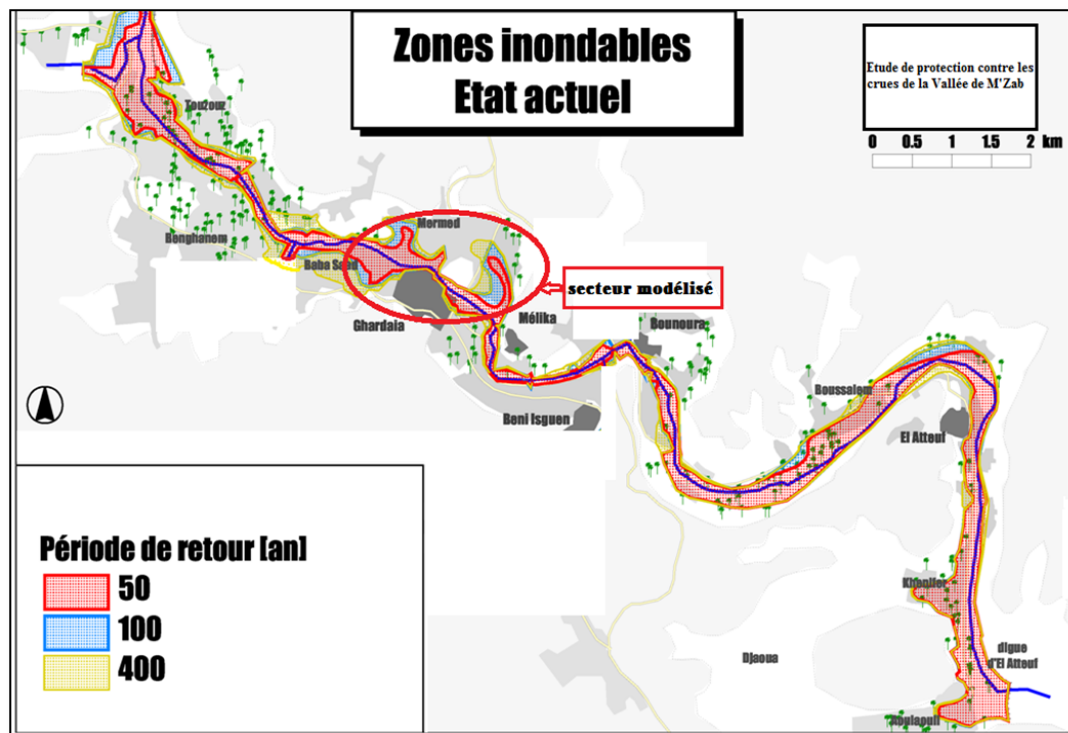 Zones inondables
Etat actuel
Etude de protection contre les
crues de la Vallée de M'Zab
0 0.5 1 1.5 2 km
Touzouz
Mermed
Benghanem
Baba Saad
secteur modélisé
Ghardaia
Mélika
Bounoura
Boussalem
Beni Isguen
El Atteuf
Période de retour [an]
50
100
400
Djaoua
digue
d'El Atteuf